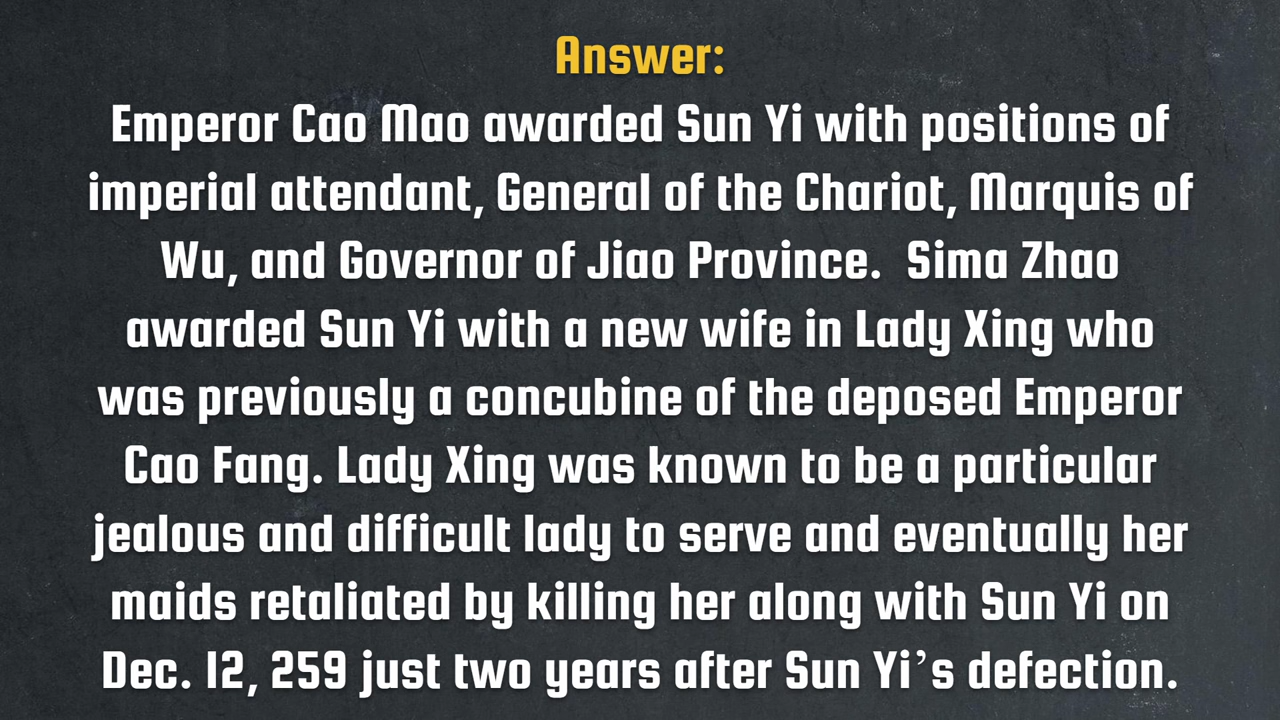 Answer:
Emperor Cao Mao awarded Sun Yi with positions of
imperial attendant, General of the Chariot, Marquis of
Wu, and Governor of Jiao Province.  Sima Zhao
awarded Sun Yi with a new wife in Lady Xing who
was previously a concubine of the deposed Emperor
Cao Fang. Lady Xing was known to be a particular
jealous and difficult lady to serve and eventually her
maids retaliated by killing her along with Sun Yi on
Dec. 12, 259 just two years after Sun Yi’s defection.